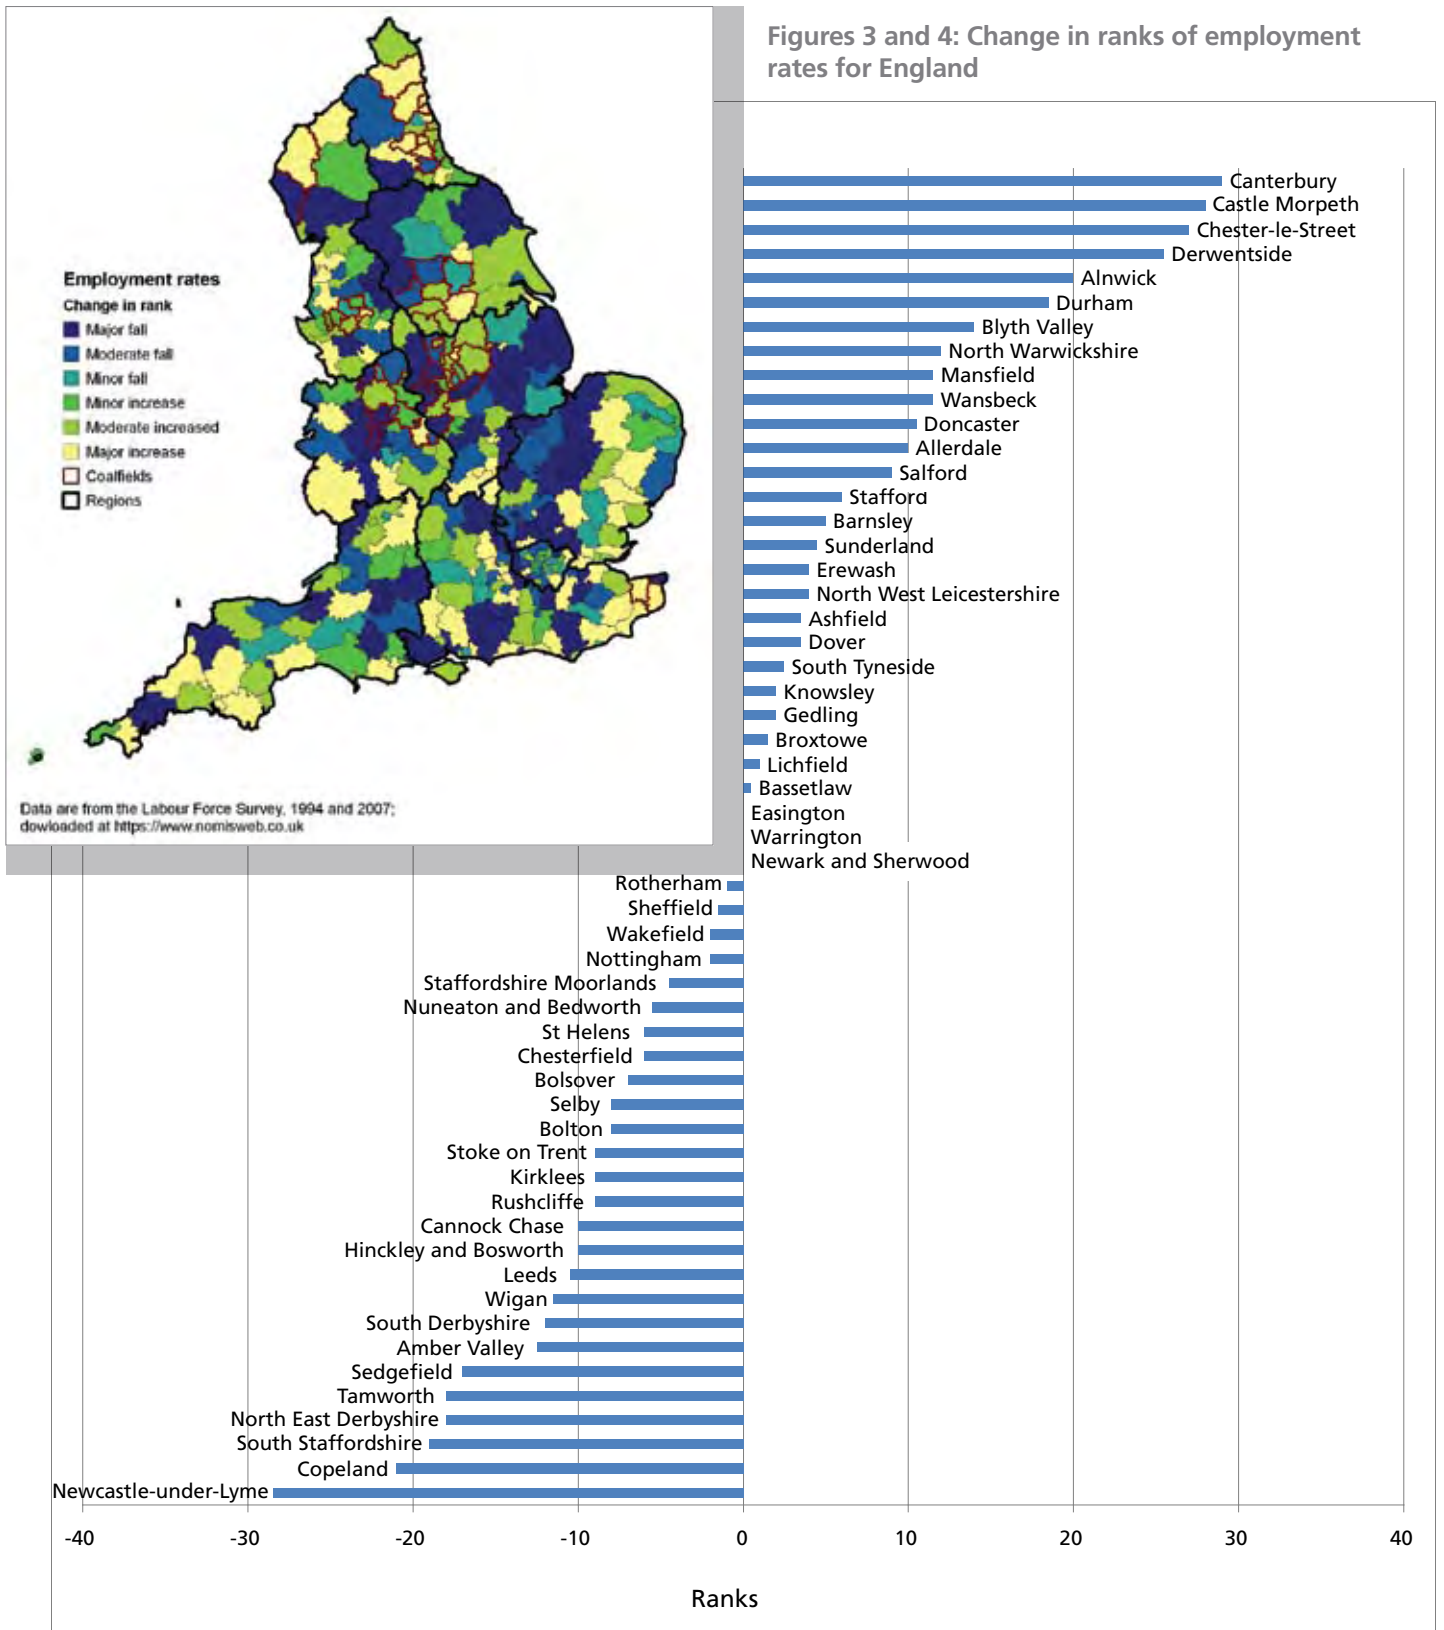 Figures 3 and 4: Change in ranks of employment
rates for England
Employment rates
Change in rank
Major fall
Moderate fall
Minor fall
Minor increase
Moderate increased
Major increase
Coalfields
Regions
Data are from the Labour Force Survey, 1994 and 2007;
dowloaded at https://www.nomisweb.co.uk
Canterbury
Castle Morpeth
Chester-le-Street
Derwentside
Alnwick
Durham
Blyth Valley
North Warwickshire
Mansfield
Wansbeck
Doncaster
Allerdale
Salford
Stafford
Barnsley
Sunderland
Erewash
North West Leicestershire
Ashfield
Dover
South Tyneside
Knowsley
Gedling
Broxtowe
Lichfield
Bassetlaw
Easington
Warrington
Newark and Sherwood
Rotherham
Sheffield
Wakefield
Nottingham
Staffordshire Moorlands
Nuneaton and Bedworth
St Helens
Chesterfield
Bolsover
Selby
Bolton
Stoke on Trent
Kirklees
Rushcliffe
Cannock Chase
Hinckley and Bosworth
Leeds
Wigan
South Derbyshire
Amber Valley
Sedgefield
Tamworth
North East Derbyshire
South Staffordshire
Copeland
Newcastle-under-Lyme
-40 -30 -20 -10 0 10 20 30 40
Ranks